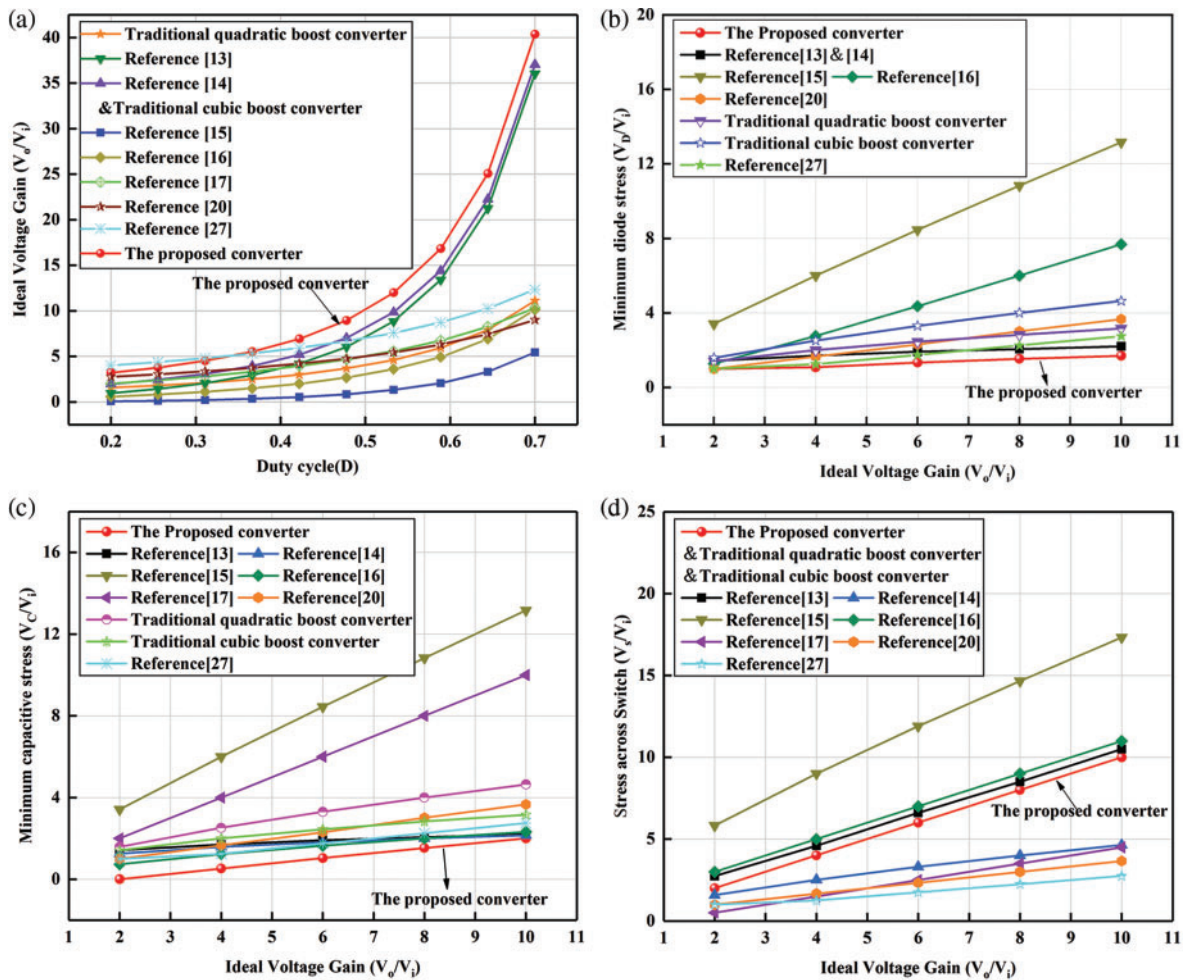 (a)
Ideal Voltage Gain (Vo/Vi)
40
35
30
25
20
15
10
5
0
Traditional quadratic boost converter
Reference [13]
Reference [14]
&Traditional cubic boost converter
Reference [15]
Reference [16]
Reference [17]
Reference [20]
Reference [27]
The proposed converter
The proposed converter
0.2 0.3 0.4 0.5 0.6 0.7
Duty cycle(D)
(b)
Minimum diode stress (VD/Vi)
20
16
12
8
4
0
The Proposed converter
Reference[13]&[14]
Reference[15] Reference[16]
Reference[20]
Traditional quadratic boost converter
Traditional cubic boost converter
Reference[27]
The proposed converter
1 2 3 4 5 6 7 8 9 10 11
Ideal Voltage Gain (Vo/Vi)
(c)
Minimum capacitive stress (VC/Vi)
16
12
8
4
0
The Proposed converter
Reference[13] Reference[14]
Reference[15] Reference[16]
Reference[17] Reference[20]
Traditional quadratic boost converter
Traditional cubic boost converter
Reference[27]
The proposed converter
1 2 3 4 5 6 7 8 9 10 11
Ideal Voltage Gain (Vo/Vi)
(d)
Stress across Switch (Vs/Vi)
25
20
15
10
5
0
The Proposed converter
&Traditional quadratic boost converter
&Traditional cubic boost converter
Reference[13] Reference[14]
Reference[15] Reference[16]
Reference[17] Reference[20]
Reference[27]
The proposed converter
1 2 3 4 5 6 7 8 9 10 11
Ideal Voltage Gain (Vo/Vi)